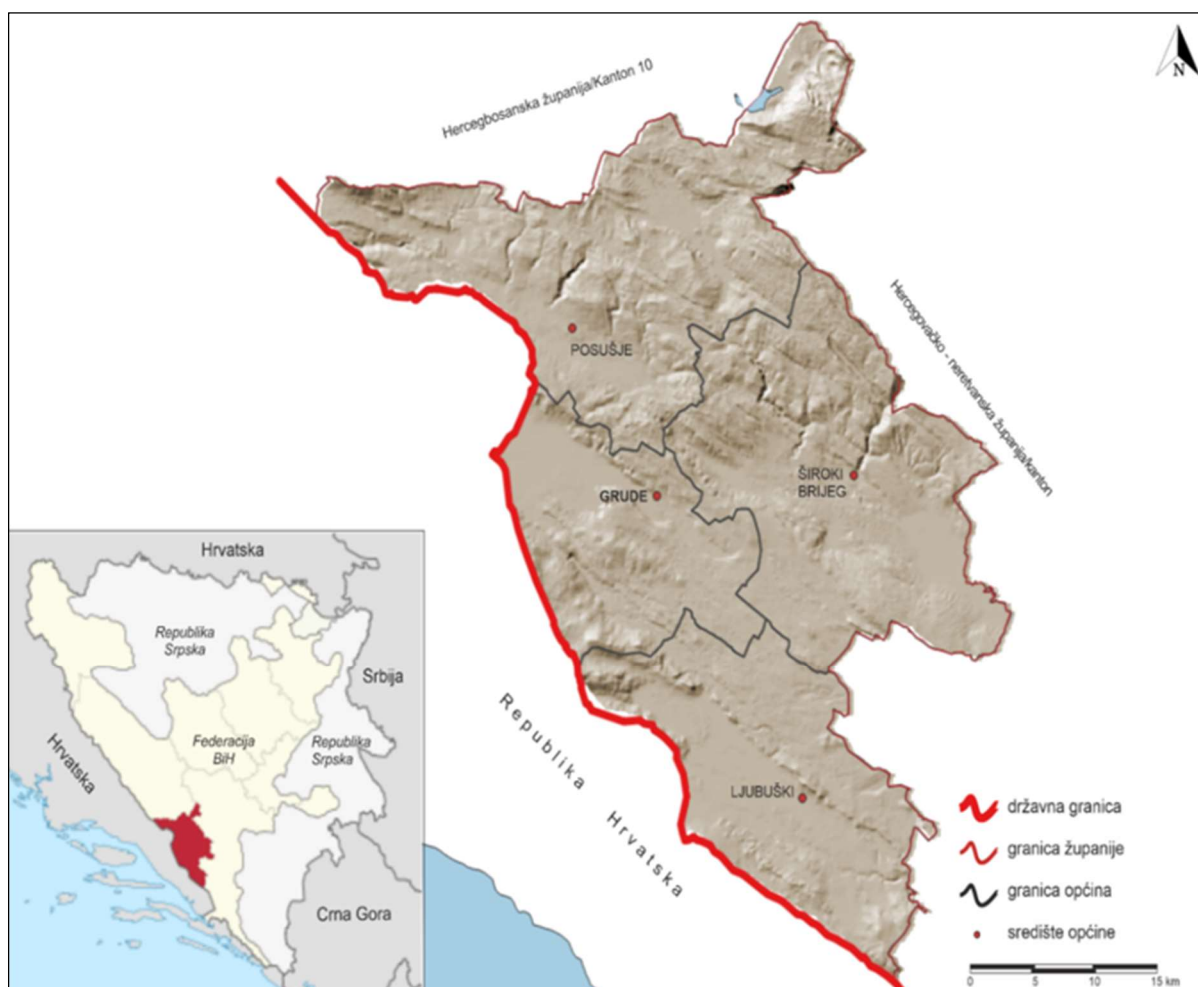 Hercegbosanska županija/Kanton 10
N
Hercegovačko - neretvanska županija/kanton
POSUŠJE
ŠIROKI
BRIJEG
GRUDE
LJUBUŠKI
Republika Hrvatska
Hrvatska
Republika
Srpska
Srbija
Federacija
BiH
Republika
Srpska
Hrvatska
Crna Gora
državna granica
granica županije
granica općina
središte općine
0 5 10 15 km